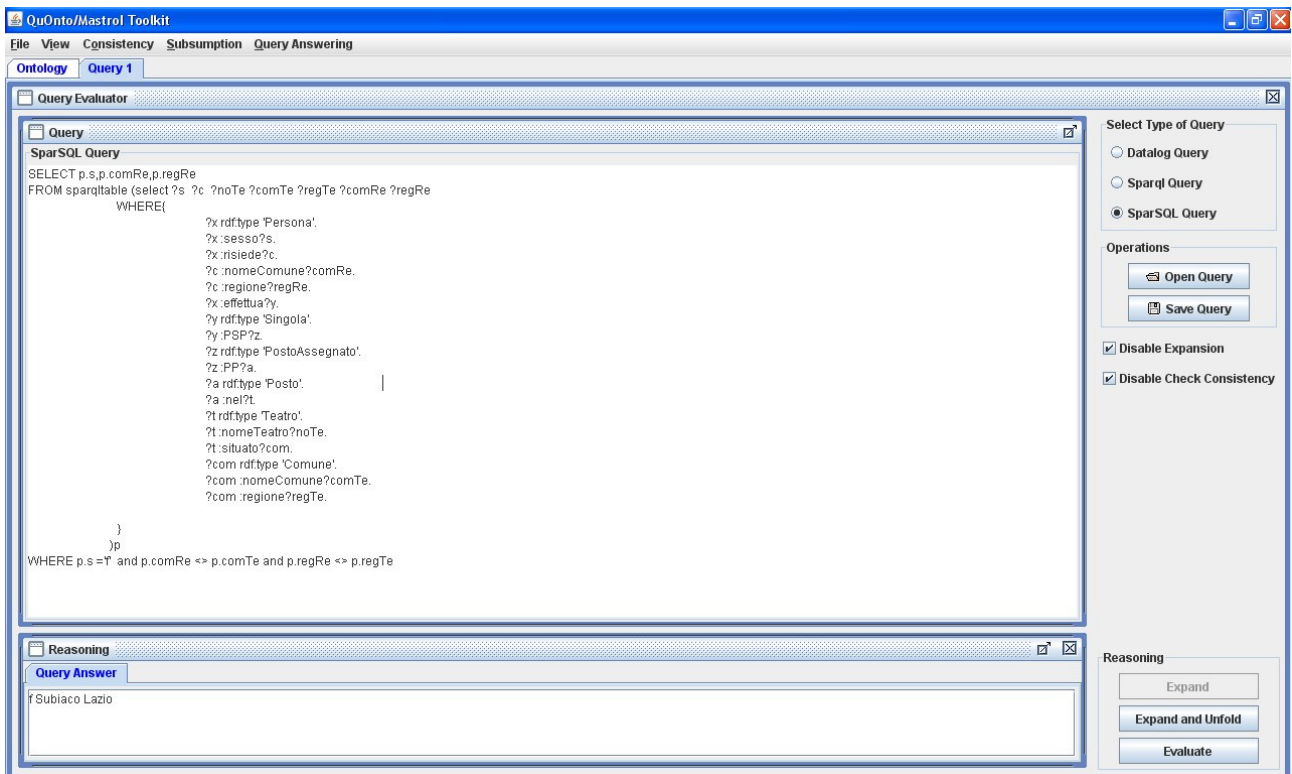 QuOnto/Mastrol Toolkit
File View Consistency Subsumption Query Answering
Ontology Query 1
Query Evaluator
Query
SparSQL Query
SELECT p.s,p.comRe,p.regRe
FROM sparqltable (select ?s ?c ?noTe ?comTe ?regTe ?comRe ?regRe
WHERE{
?x rdf:type 'Persona'.
?x :sesso?s.
?x :risiede?c.
?c :nomeComune?comRe.
?c :regione?regRe.
?x :effettua?y.
?y rdf:type 'Singola'.
?y :PSP?z.
?z rdf:type 'PostoAssegnato'.
?z :PP?a.
?a rdf:type 'Posto'.
?a :nel?t.
?t rdf:type 'Teatro'.
?t :nomeTeatro?noTe.
?t :situato?com.
?com rdf:type 'Comune'.
?com :nomeComune?comTe.
?com :regione?regTe.
}
)p
WHERE p.s ='f' and p.comRe <> p.comTe and p.regRe <> p.regTe
Reasoning
Query Answer
f Subiaco Lazio
Select Type of Query
Datalog Query
Sparql Query
SparSQL Query
Operations
Open Query
Save Query
Disable Expansion
Disable Check Consistency
Reasoning
Expand
Expand and Unfold
Evaluate